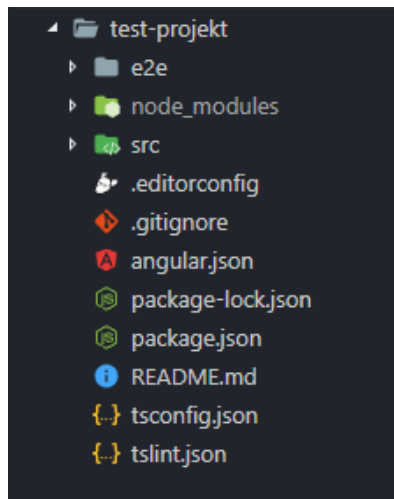 test-projekt
e2e
node_modules
src
.editorconfig
.gitignore
angular.json
package-lock.json
package.json
README.md
tsconfig.json
tslint.json